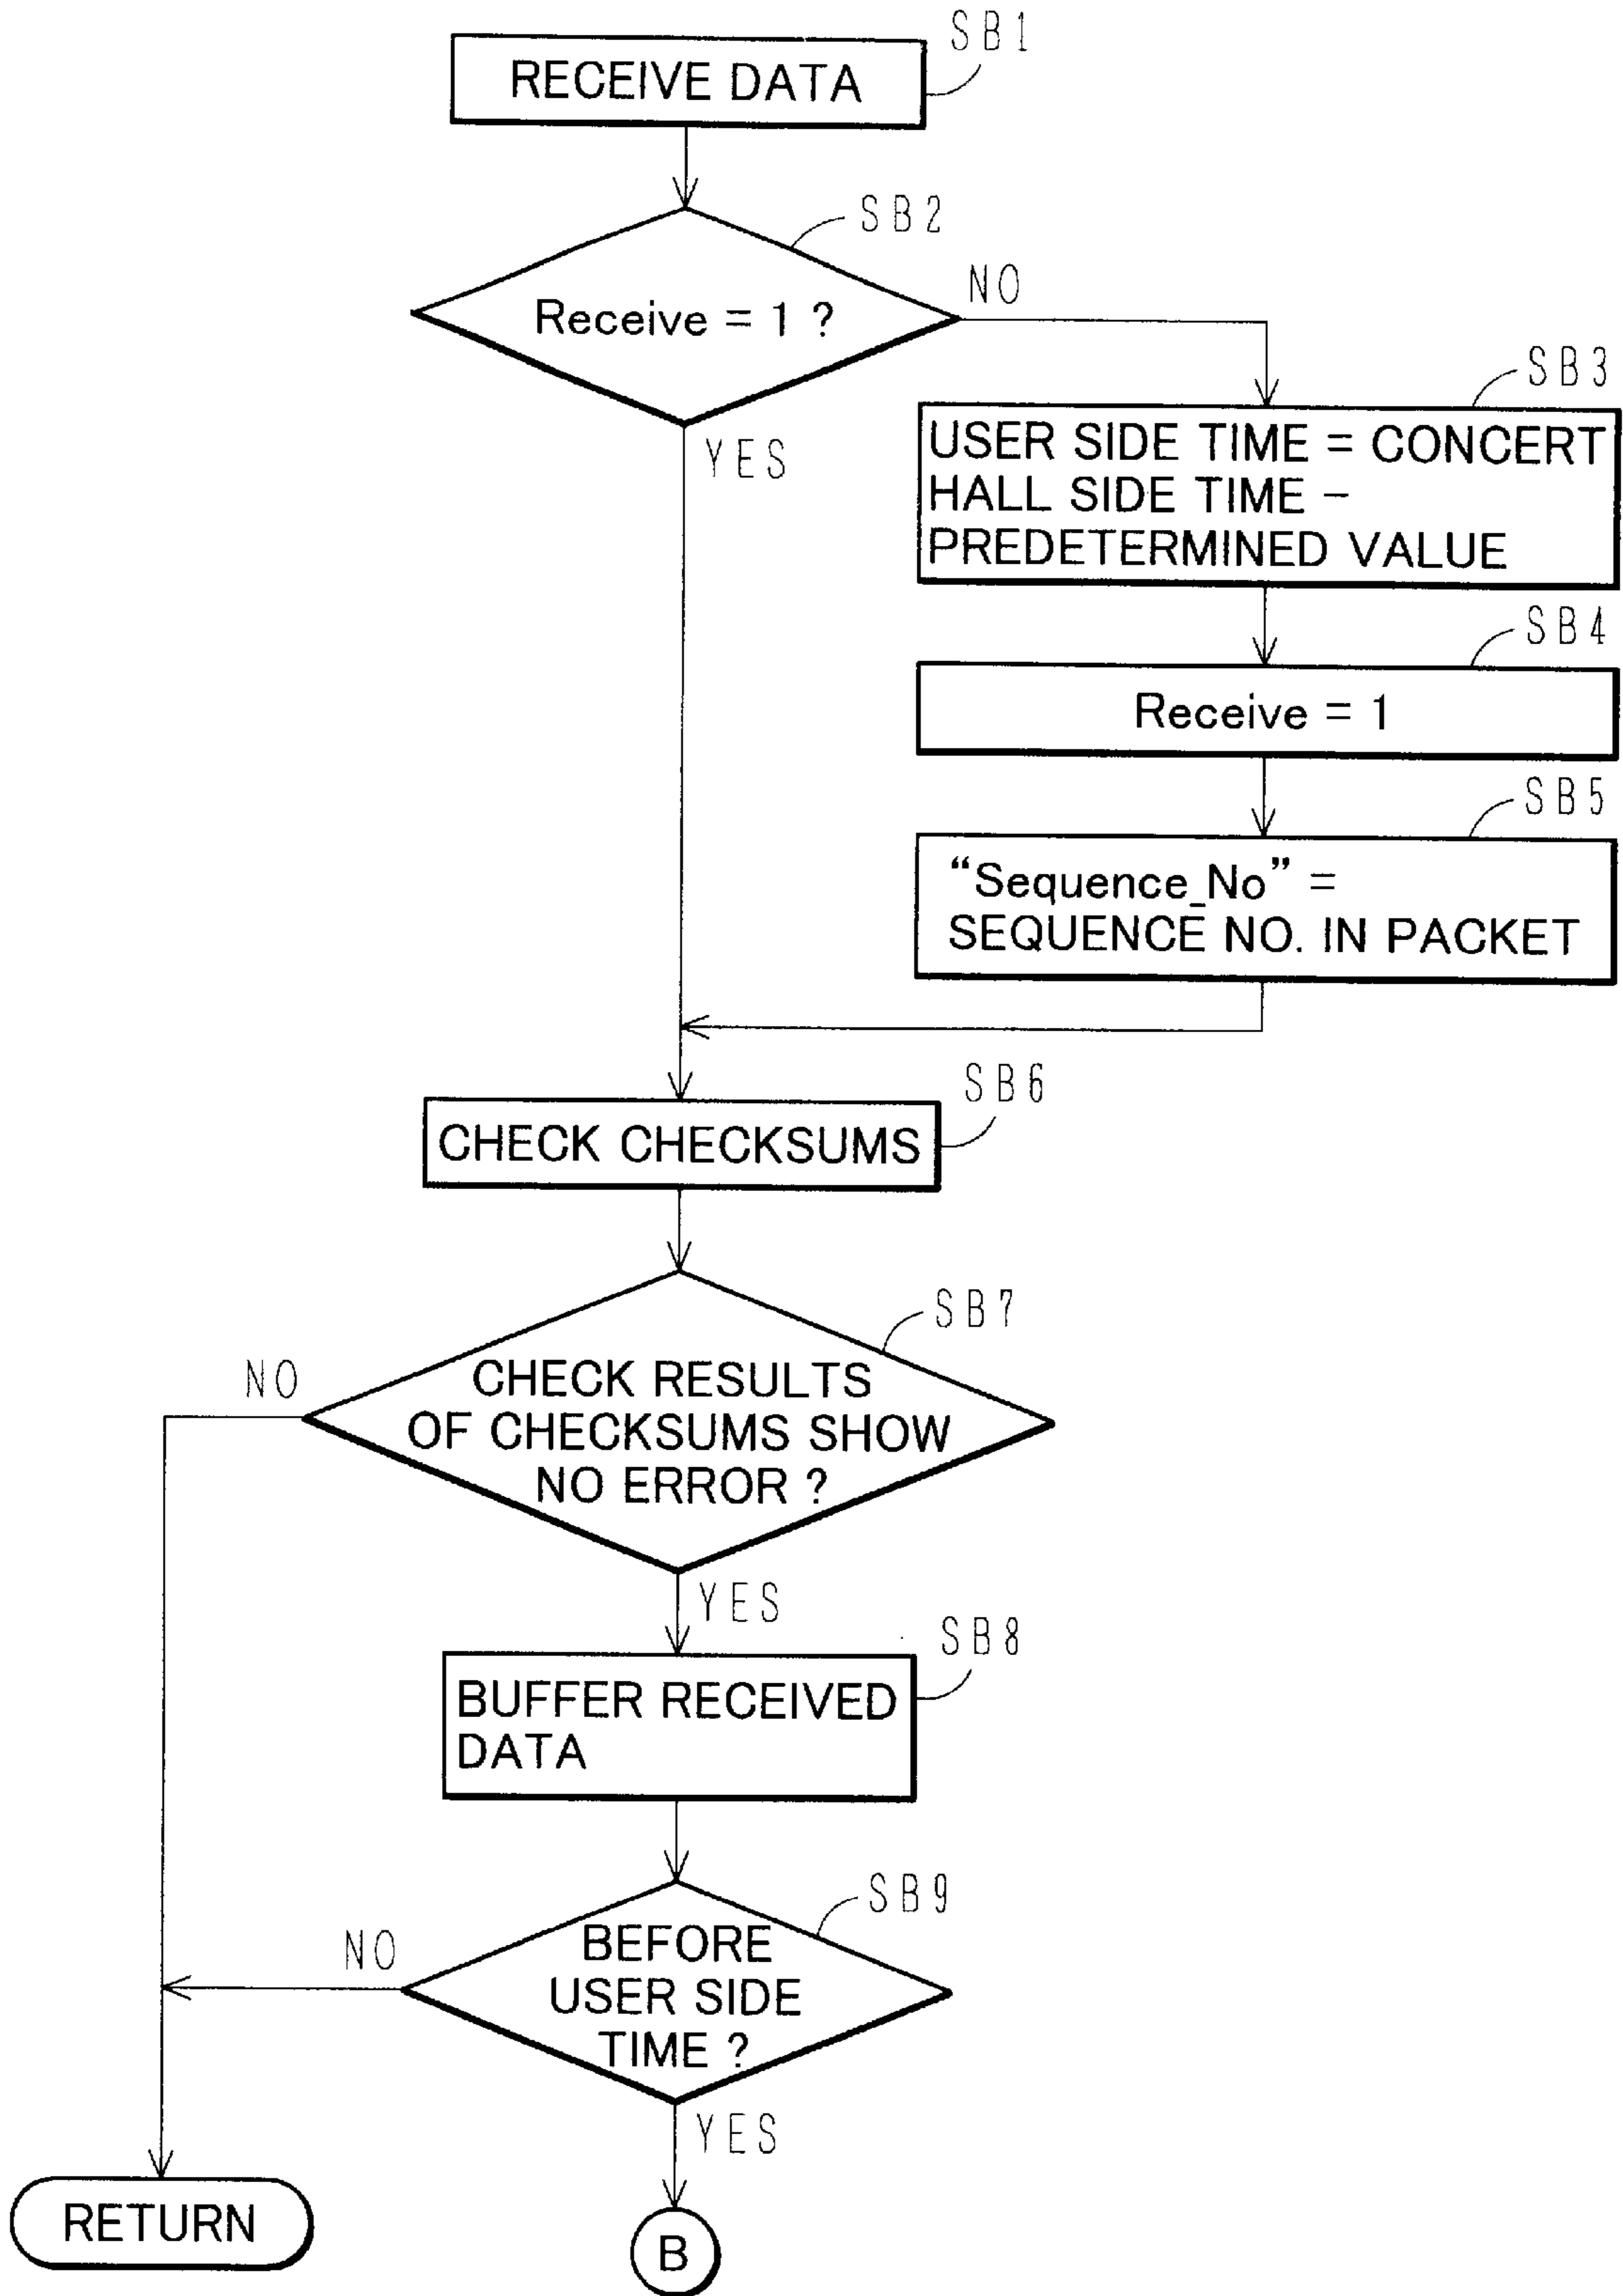 SB1
RECEIVE DATA
SB2
Receive = 1 ?
NO
YES
SB3
USER SIDE TIME = CONCERT
HALL SIDE TIME –
PREDETERMINED VALUE
SB4
Receive = 1
SB5
“Sequence_No” =
SEQUENCE NO. IN PACKET
SB6
CHECK CHECKSUMS
SB7
NO
CHECK RESULTS
OF CHECKSUMS SHOW
NO ERROR ?
YES
SB8
BUFFER RECEIVED
DATA
SB9
NO
BEFORE
USER SIDE
TIME ?
YES
RETURN
B